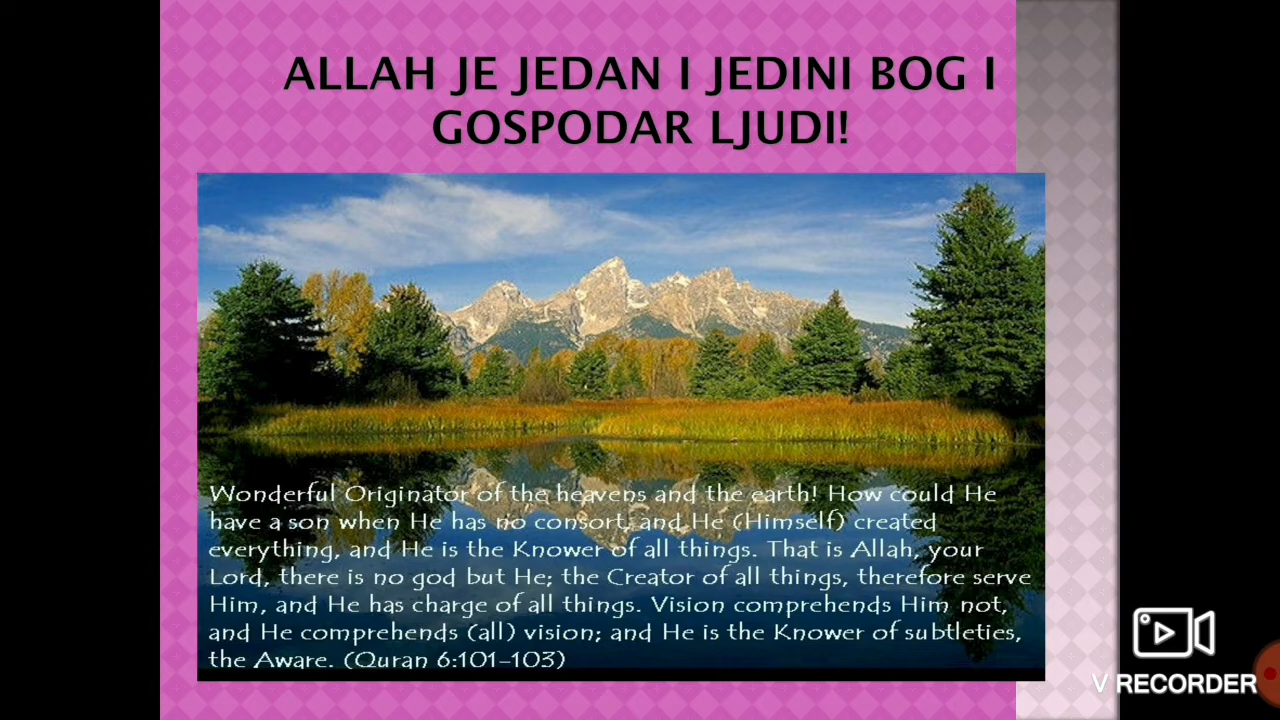 ALLAH JE JEDAN I JEDINI BOG I
GOSPODAR LJUDI!
Wonderful Originator of the heavens and the earth! How could He
have a son when He has no consort, and He (Himself) created
everything, and He is the Knower of all things. That is Allah, your
Lord, there is no god but He; the Creator of all things, therefore serve
Him, and He has charge of all things. Vision comprehends Him not,
and He comprehends (all) vision; and He is the Knower of subtleties,
the Aware. (Quran 6:101-103)
V RECORDER